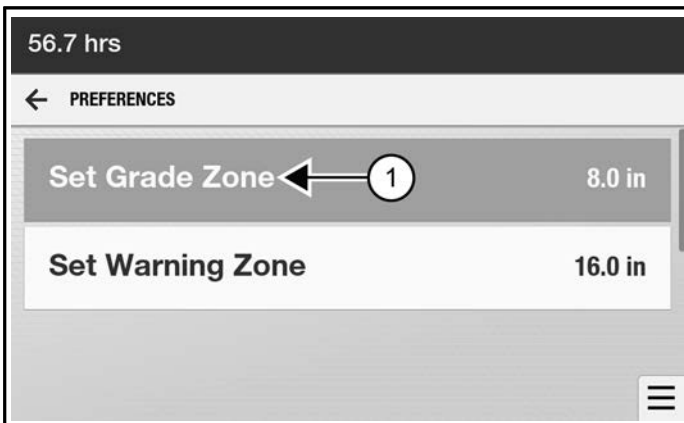 56.7 hrs
PREFERENCES
Set Grade Zone 1 8.0 in
Set Warning Zone 16.0 in